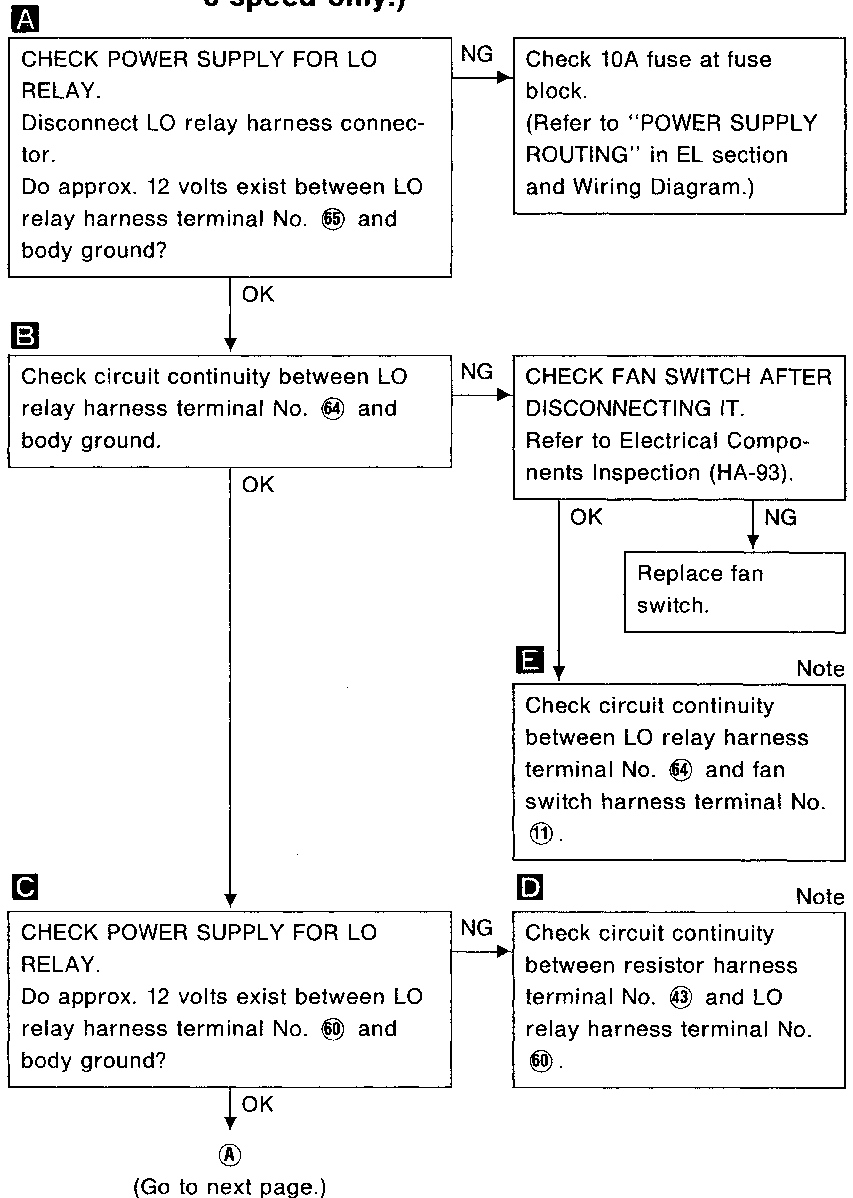 speed only.)
A
CHECK POWER SUPPLY FOR LO
RELAY.
Disconnect LO relay harness connec-
tor.
Do approx. 12 volts exist between LO
relay harness terminal No. 65 and
body ground?
NG
Check 10A fuse at fuse
block.
(Refer to "POWER SUPPLY
ROUTING" in EL section
and Wiring Diagram.)
OK
B
Check circuit continuity between LO
relay harness terminal No. 64 and
body ground.
NG
CHECK FAN SWITCH AFTER
DISCONNECTING IT.
Refer to Electrical Compo-
nents Inspection (HA-93).
OK
OK
NG
Replace fan
switch.
E
Note
Check circuit continuity
between LO relay harness
terminal No. 64 and fan
switch harness terminal No.
11 .
C
CHECK POWER SUPPLY FOR LO
RELAY.
Do approx. 12 volts exist between LO
relay harness terminal No. 60 and
body ground?
NG
D
Note
Check circuit continuity
between resistor harness
terminal No. 43 and LO
relay harness terminal No.
60 .
OK
A
(Go to next page.)